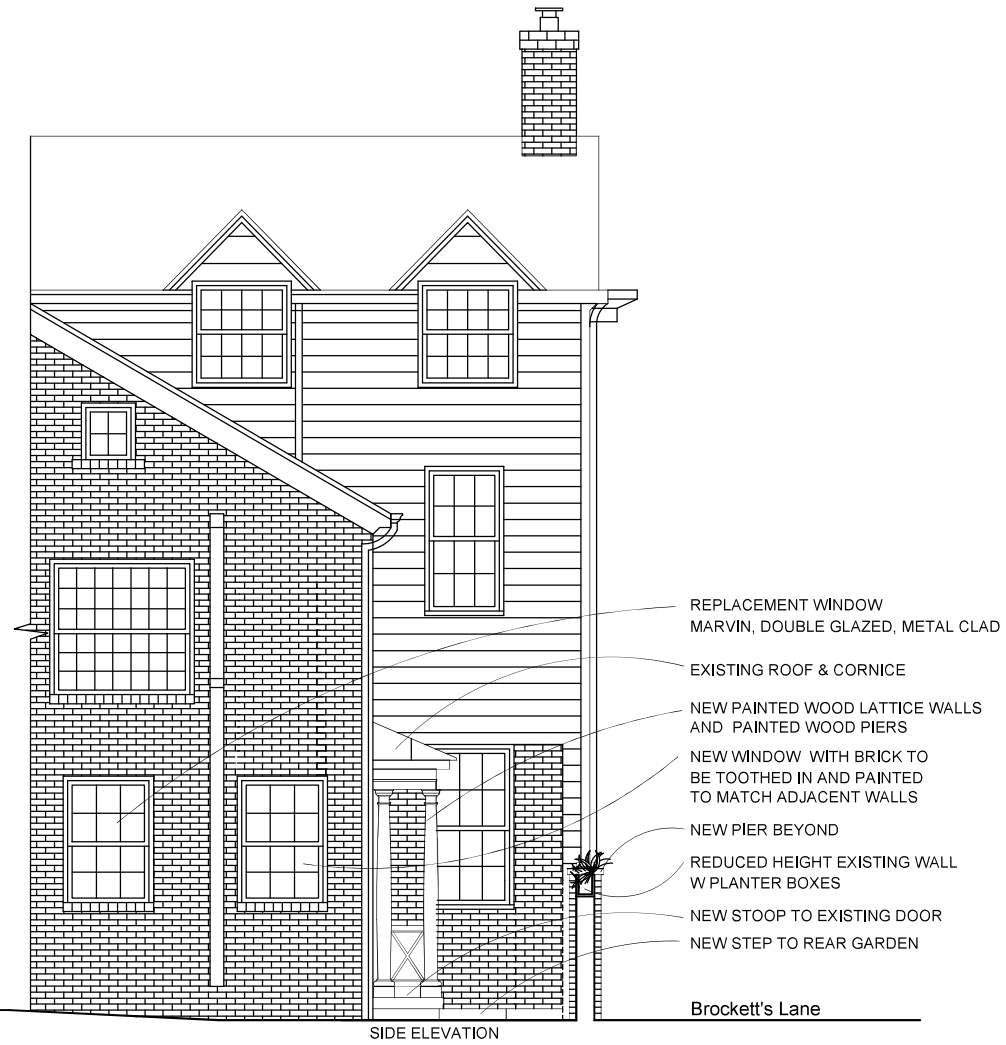 REPLACEMENT WINDOW
MARVIN, DOUBLE GLAZED, METAL CLAD
EXISTING ROOF & CORNICE
NEW PAINTED WOOD LATTICE WALLS
AND PAINTED WOOD PIERS
NEW WINDOW WITH BRICK TO
BE TOOTHED IN AND PAINTED
TO MATCH ADJACENT WALLS
NEW PIER BEYOND
REDUCED HEIGHT EXISTING WALL
W PLANTER BOXES
NEW STOOP TO EXISTING DOOR
NEW STEP TO REAR GARDEN
Brockett's Lane
SIDE ELEVATION